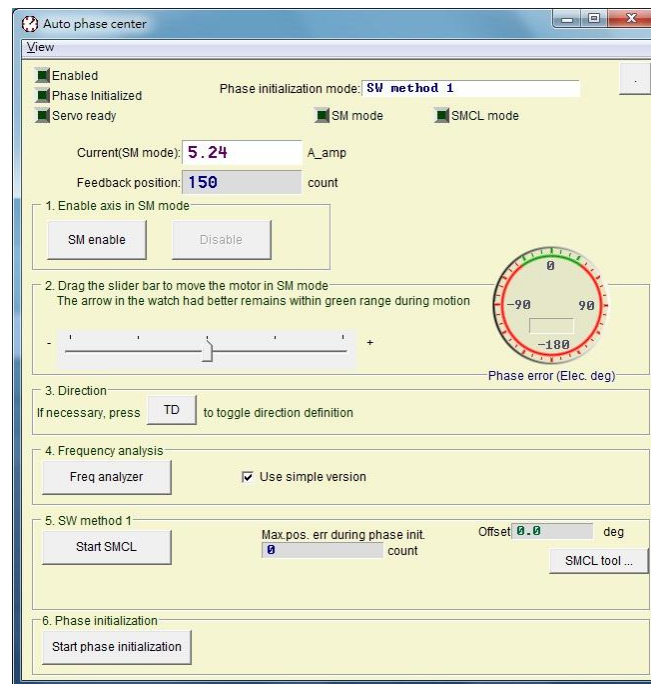 Auto phase center
View
Enabled
Phase Initialized
Servo ready
Phase initialization mode: SW method 1
SM mode
SMCL mode
.
Current(SM mode): 5.24 A_amp
Feedback position: 150 count
1. Enable axis in SM mode
SM enable
Disable
2. Drag the slider bar to move the motor in SM mode
The arrow in the watch had better remains within green range during motion
- +
0
-90 90
-180
Phase error (Elec. deg)
3. Direction
If necessary, press TD to toggle direction definition
4. Frequency analysis
Freq analyzer
Use simple version
5. SW method 1
Start SMCL
Max.pos. err during phase init.
0 count
Offset 0.0 deg
SMCL tool ...
6. Phase initialization
Start phase initialization